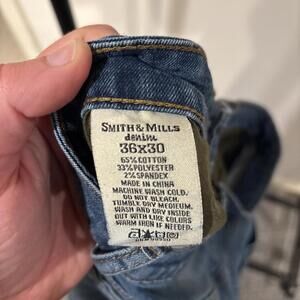 SMITH & MILLS
denim
36x30
65% COTTON
33% POLYESTER
2% SPANDEX
MADE IN CHINA
MACHINE WASH COLD.
DO NOT BLEACH.
TUMBLE DRY MEDIUM.
WASH AND DRY INSIDE
OUT WITH LIKE COLORS
WARM IRON IF NEEDED.